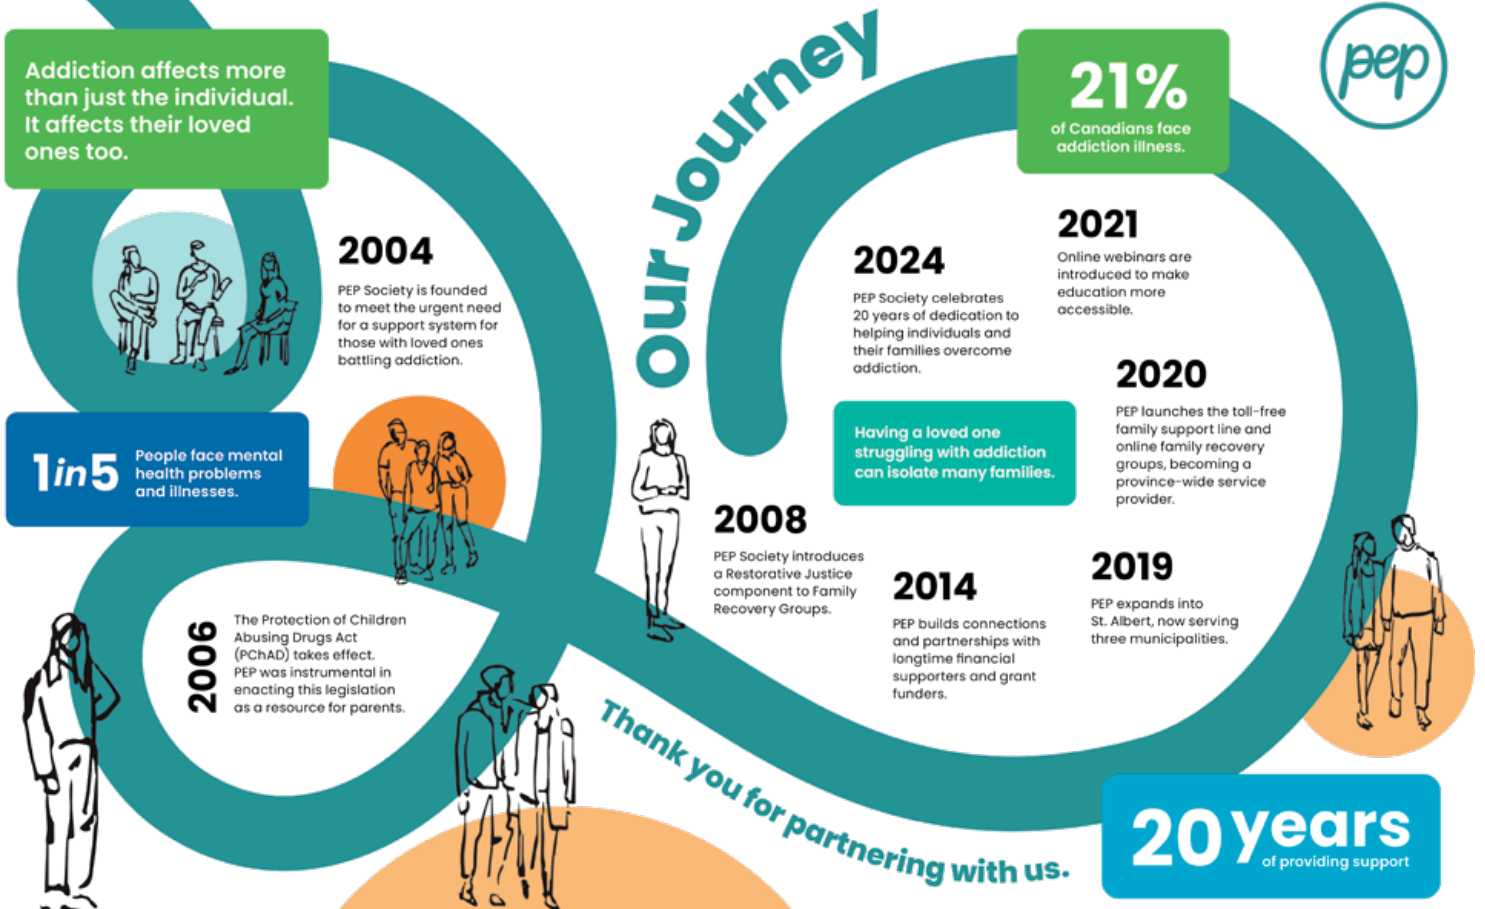 Addiction affects more
than just the individual.
It affects their loved
ones too.
2004
PEP Society is founded
to meet the urgent need
for a support system for
those with loved ones
battling addiction.
1in5
People face mental
health problems
and illnesses.
2006
The Protection of Children
Abusing Drugs Act
(PChAD) takes effect.
PEP was instrumental in
enacting this legislation
as a resource for parents.
Our Journey
2008
PEP Society introduces
a Restorative Justice
component to Family
Recovery Groups.
2014
PEP builds connections
and partnerships with
longtime financial
supporters and grant
funders.
2019
PEP expands into
St. Albert, now serving
three municipalities.
2020
PEP launches the toll-free
family support line and
online family recovery
groups, becoming a
province-wide service
provider.
2021
Online webinars are
introduced to make
education more
accessible.
2024
PEP Society celebrates
20 years of dedication to
helping individuals and
their families overcome
addiction.
Having a loved one
struggling with addiction
can isolate many families.
21%
of Canadians face
addiction illness.
pep
Thank you for partnering with us.
20 years
of providing support